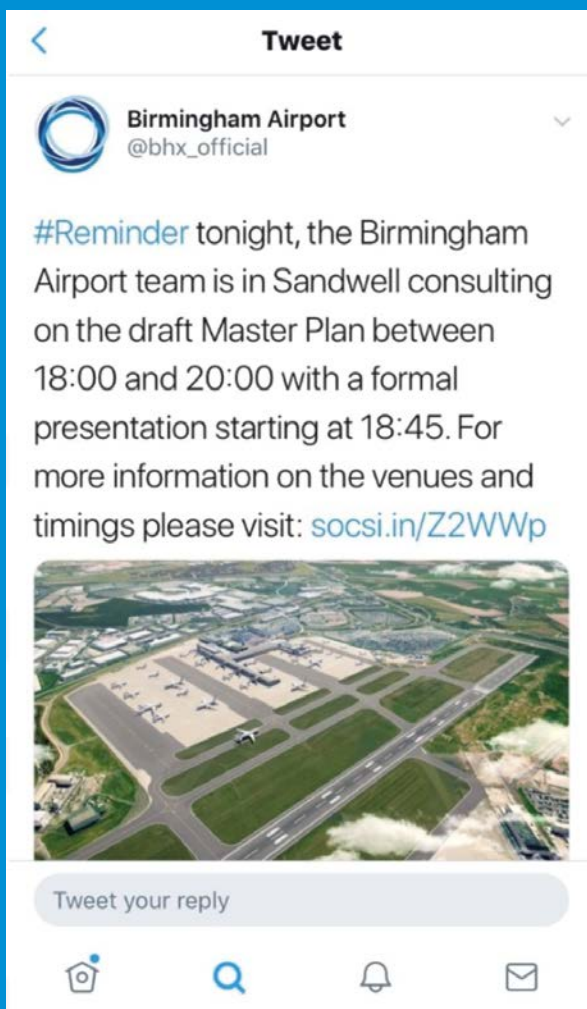 Tweet
Birmingham Airport
@bhx_official
#Reminder tonight, the Birmingham
Airport team is in Sandwell consulting
on the draft Master Plan between
18:00 and 20:00 with a formal
presentation starting at 18:45. For
more information on the venues and
timings please visit: socsi.in/Z2WWp
Tweet your reply